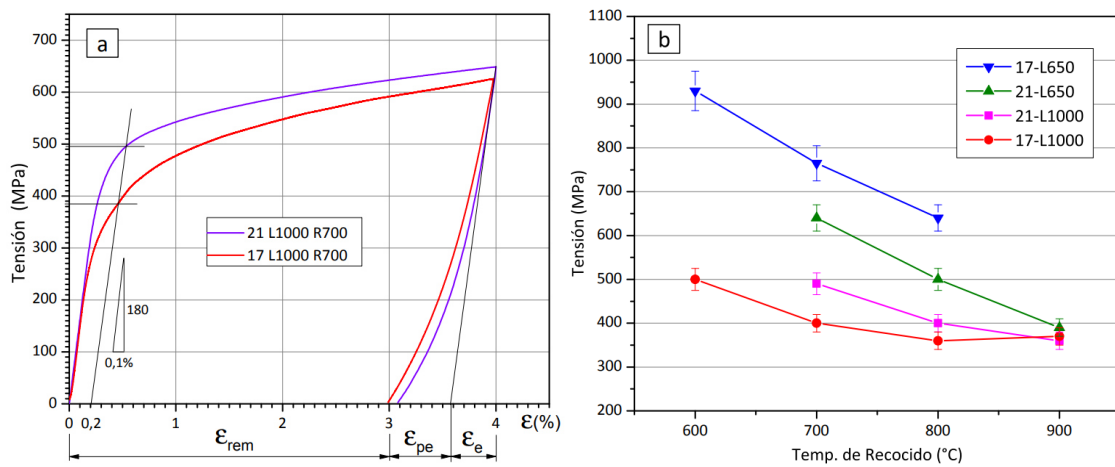 a
Tensión (MPa)
700
600
500
400
300
200
100
0
21 L1000 R700
17 L1000 R700
180
0,1%
0 0,2 1 2 3 4 ε(%)
εrem εpe εe
b
Tensión (MPa)
1100
1000
900
800
700
600
500
400
300
200
17-L650
21-L650
21-L1000
17-L1000
600 700 800 900
Temp. de Recocido (°C)